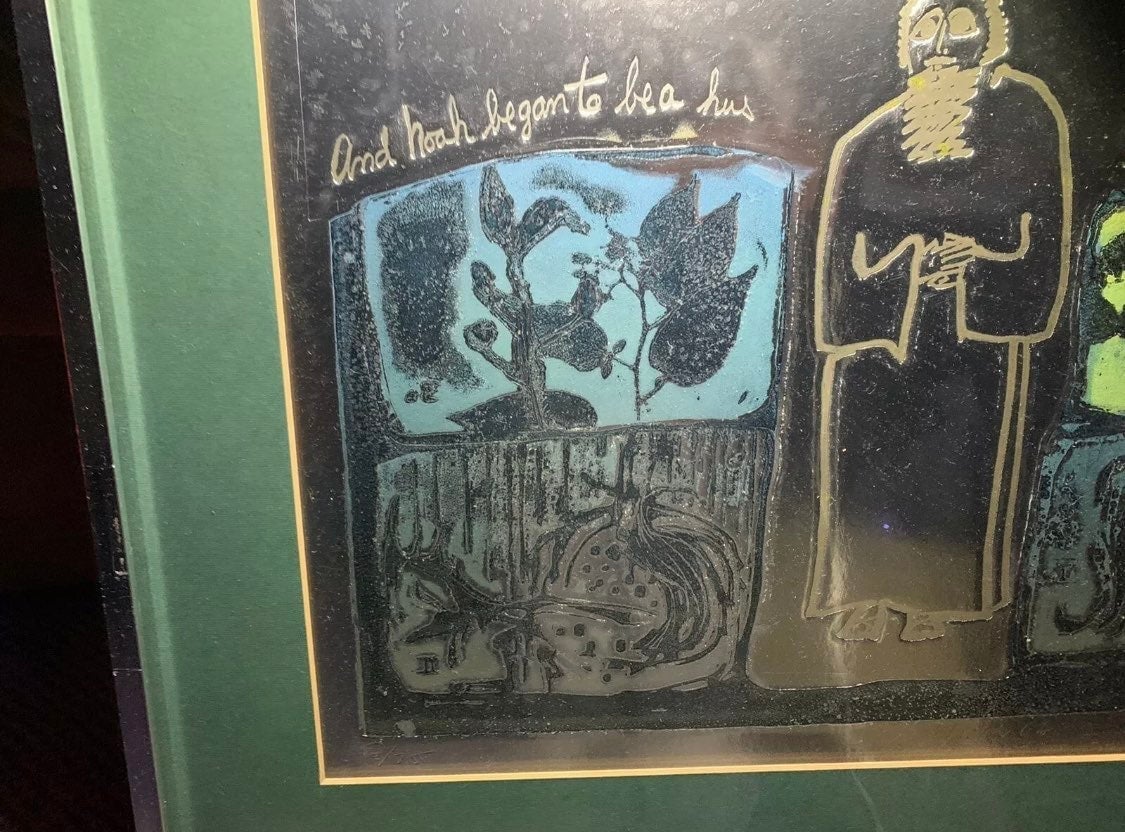 And Noah began to be a hus